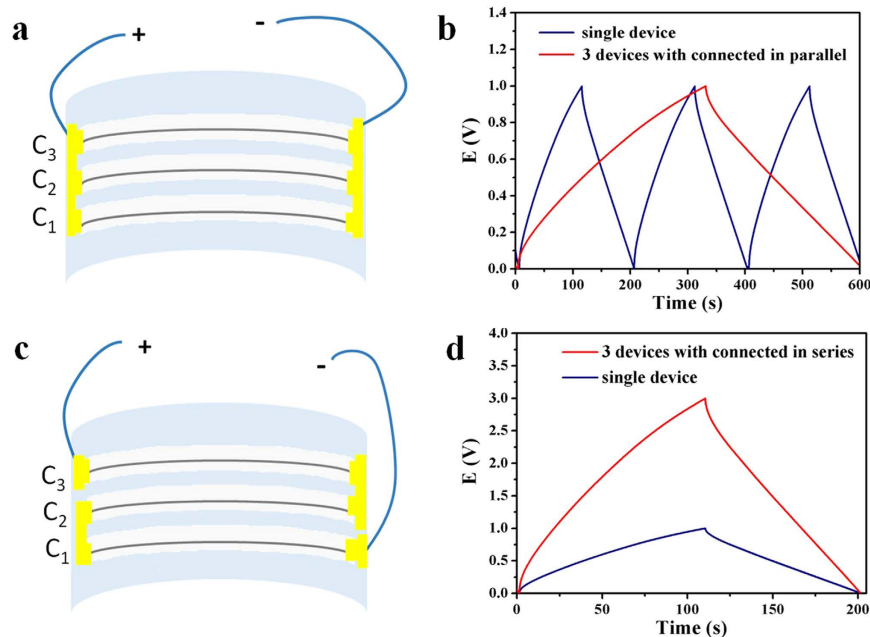 a
+
-
C3
C2
C1
b
1.4
1.2
1.0
0.8
0.6
0.4
0.2
0.0
E (V)
single device
3 devices with connected in parallel
0 100 200 300 400 500 600
Time (s)
c
+
-
C3
C2
C1
d
4.0
3.5
3.0
2.5
2.0
1.5
1.0
0.5
0.0
E (V)
3 devices with connected in series
single device
0 50 100 150 200
Time (s)